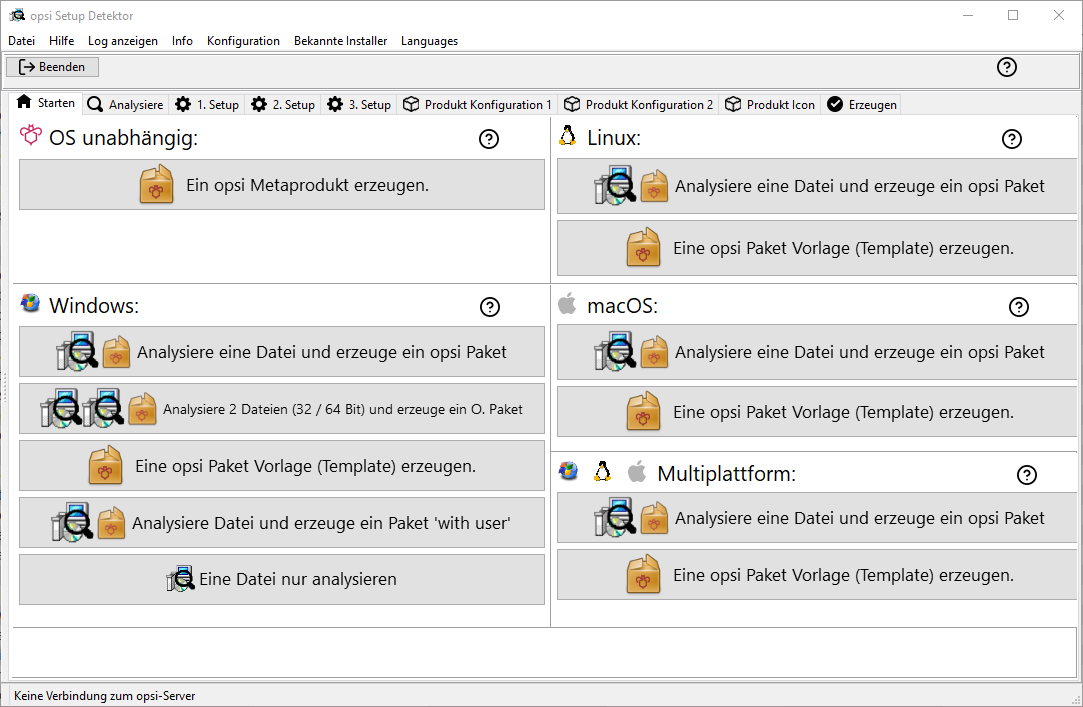 opsi Setup Detektor
Datei Hilfe Log anzeigen Info Konfiguration Bekannte Installer Languages
Beenden
Starten Analysiere 1. Setup 2. Setup 3. Setup Produkt Konfiguration 1 Produkt Konfiguration 2 Produkt Icon Erzeugen
OS unabhängig:
Ein opsi Metaprodukt erzeugen.
Linux:
Analysiere eine Datei und erzeuge ein opsi Paket
Eine opsi Paket Vorlage (Template) erzeugen.
Windows:
Analysiere eine Datei und erzeuge ein opsi Paket
Analysiere 2 Dateien (32 / 64 Bit) und erzeuge ein O. Paket
Eine opsi Paket Vorlage (Template) erzeugen.
Analysiere Datei und erzeuge ein Paket 'with user'
Eine Datei nur analysieren
macOS:
Analysiere eine Datei und erzeuge ein opsi Paket
Eine opsi Paket Vorlage (Template) erzeugen.
Multiplattform:
Analysiere eine Datei und erzeuge ein opsi Paket
Eine opsi Paket Vorlage (Template) erzeugen.
Keine Verbindung zum opsi-Server